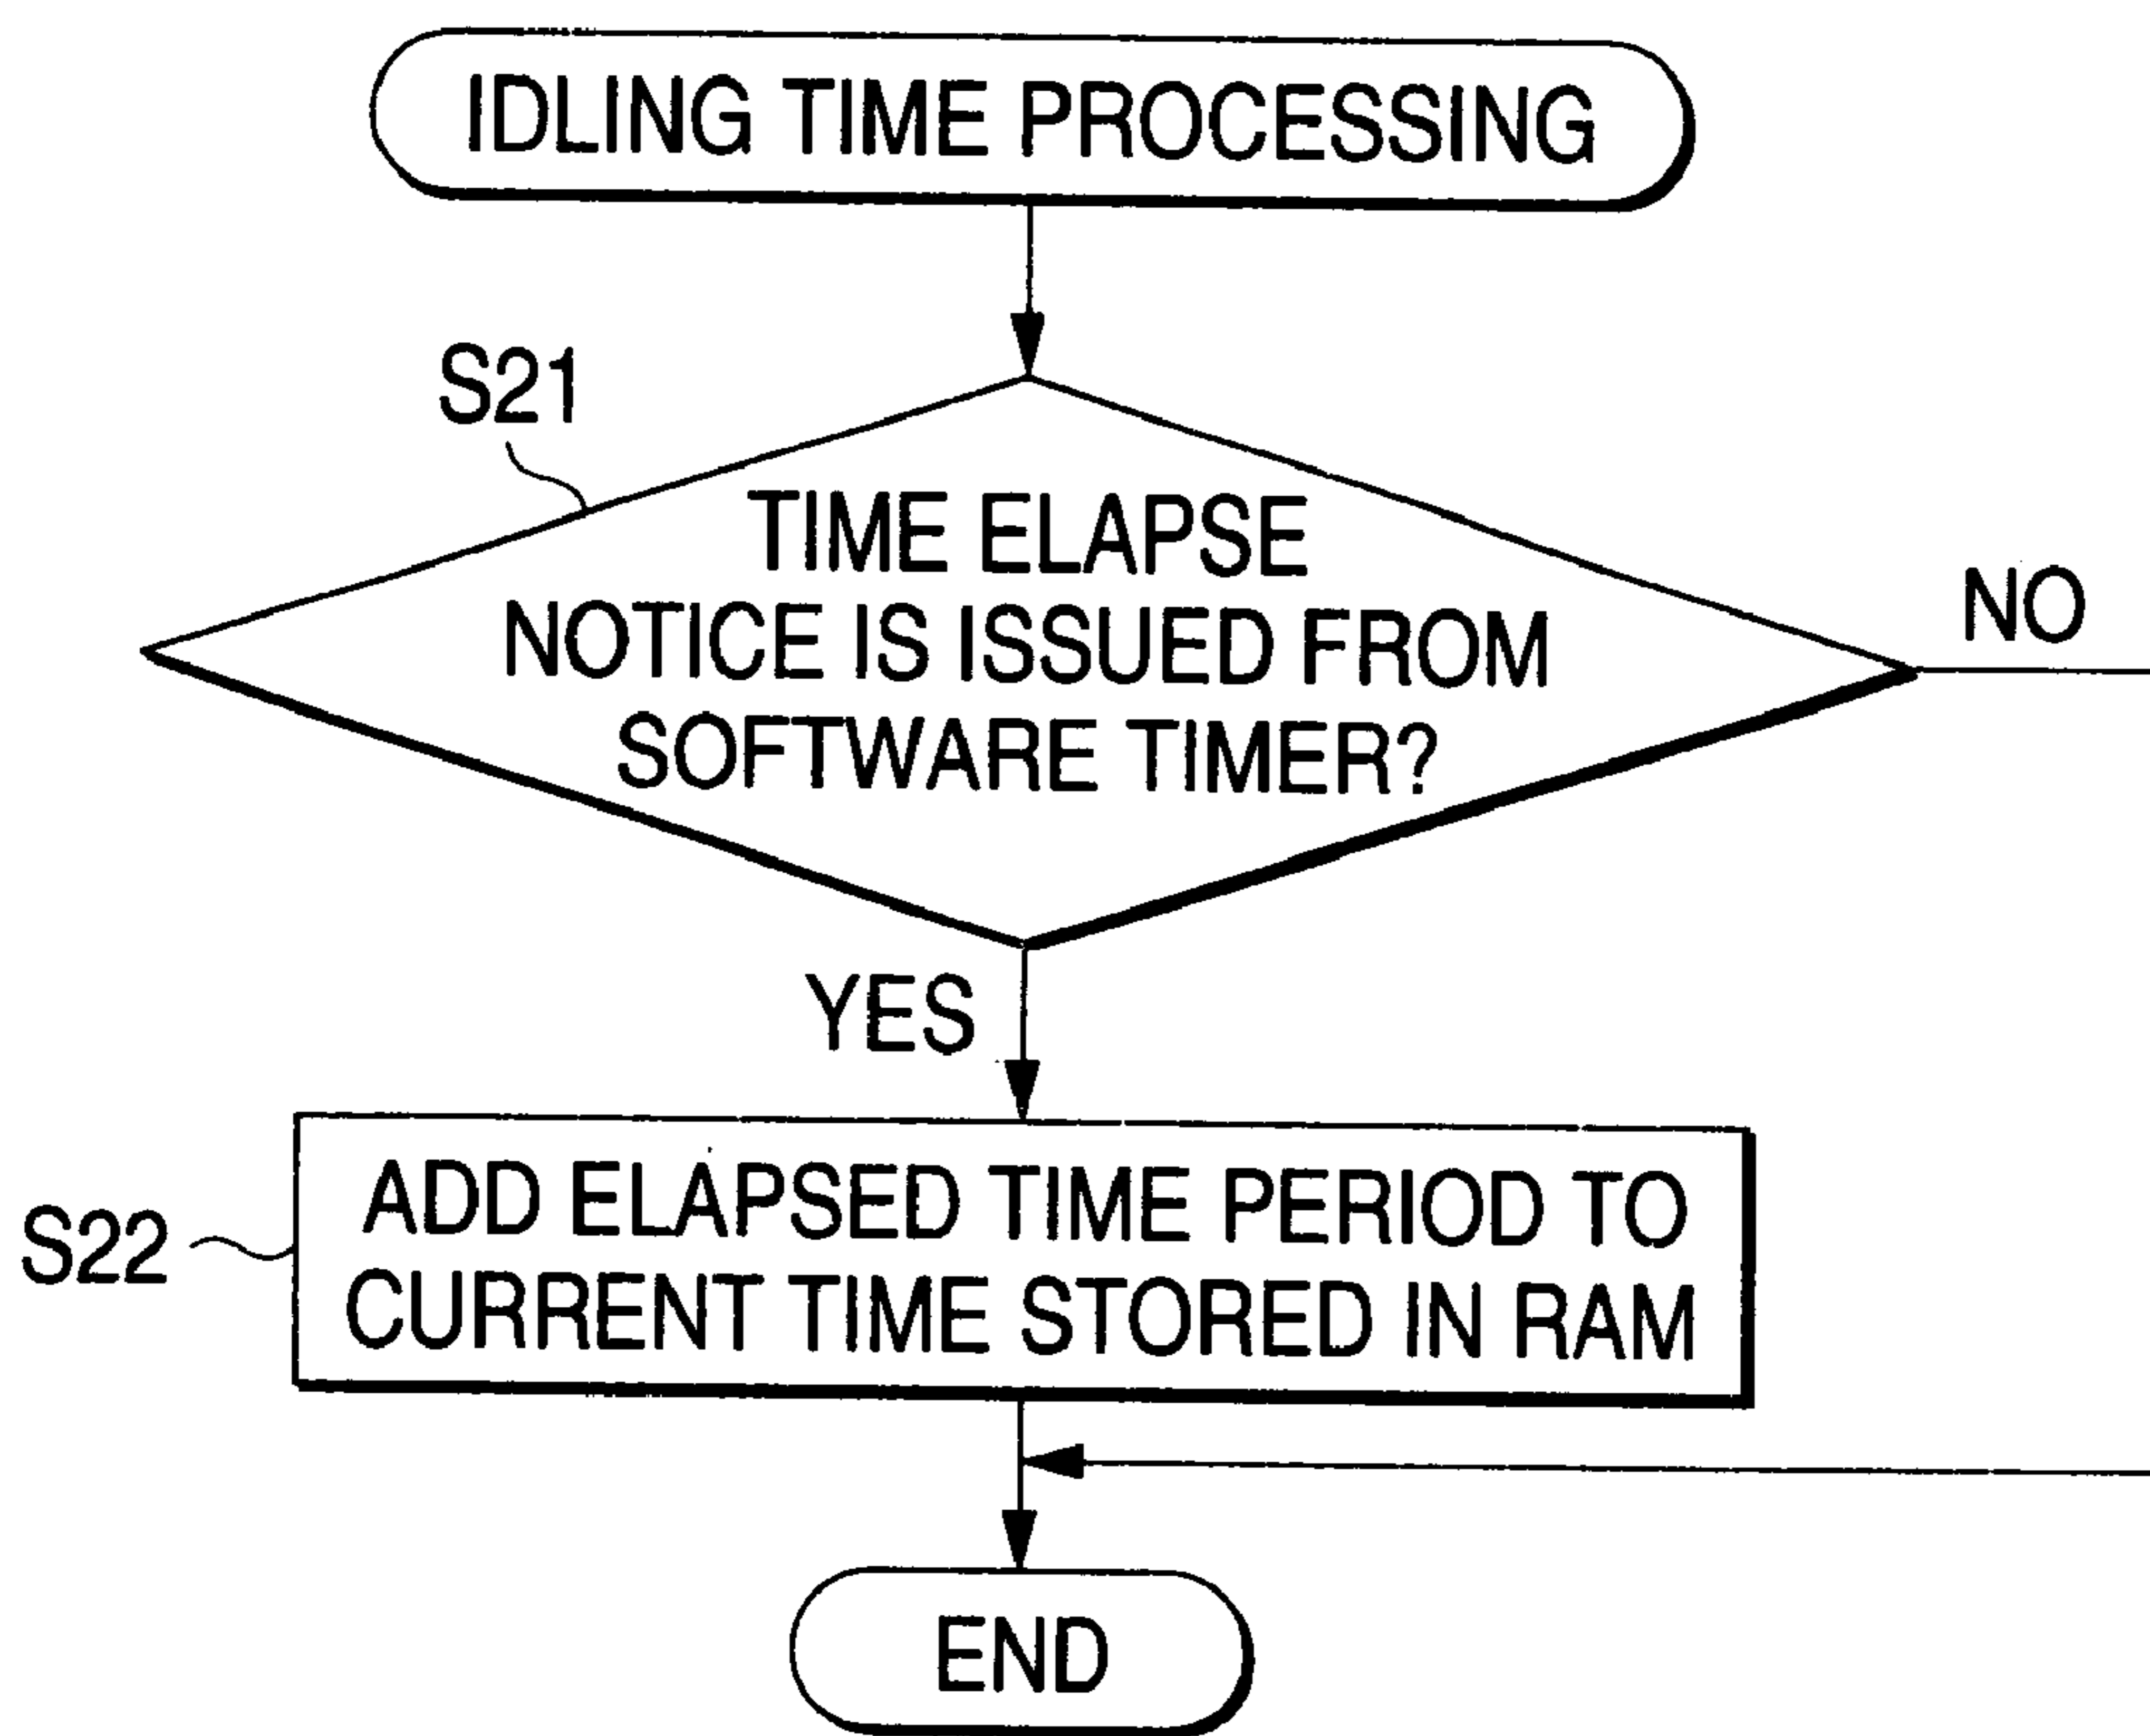 IDLING TIME PROCESSING
S21
TIME ELAPSE
NOTICE IS ISSUED FROM
SOFTWARE TIMER?
NO
YES
S22
ADD ELAPSED TIME PERIOD TO
CURRENT TIME STORED IN RAM
END